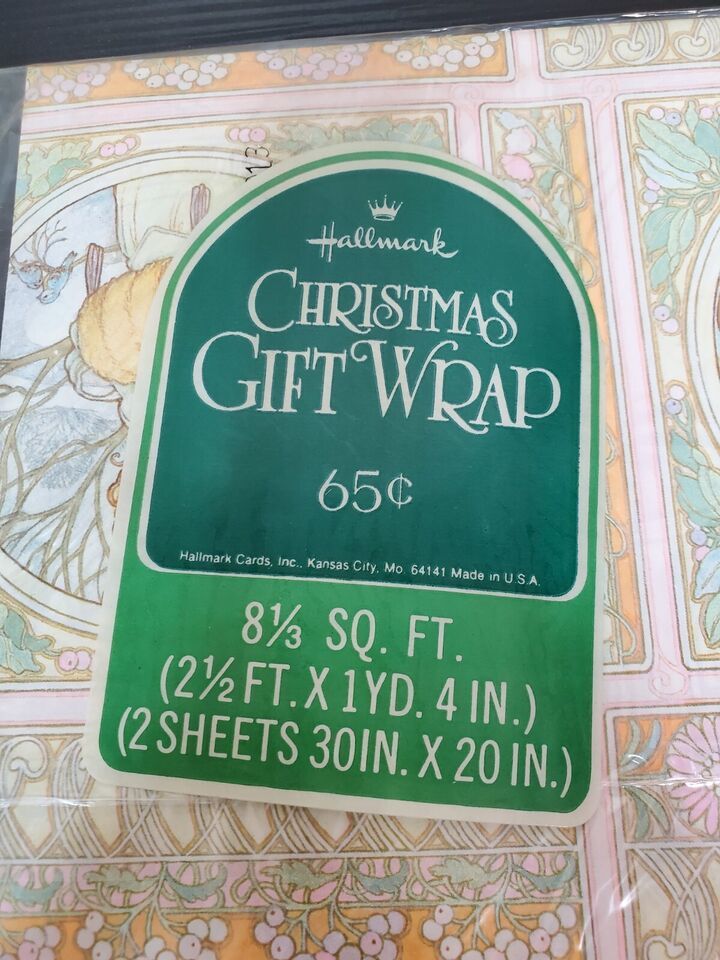 M3
Hallmark
CHRISTMAS
GIFT WRAP
65¢
Hallmark Cards, Inc., Kansas City, Mo. 64141 Made in U.S.A.
8⅓ SQ. FT.
(2½ FT. X 1YD. 4 IN.)
(2 SHEETS 30IN. X 20 IN.)